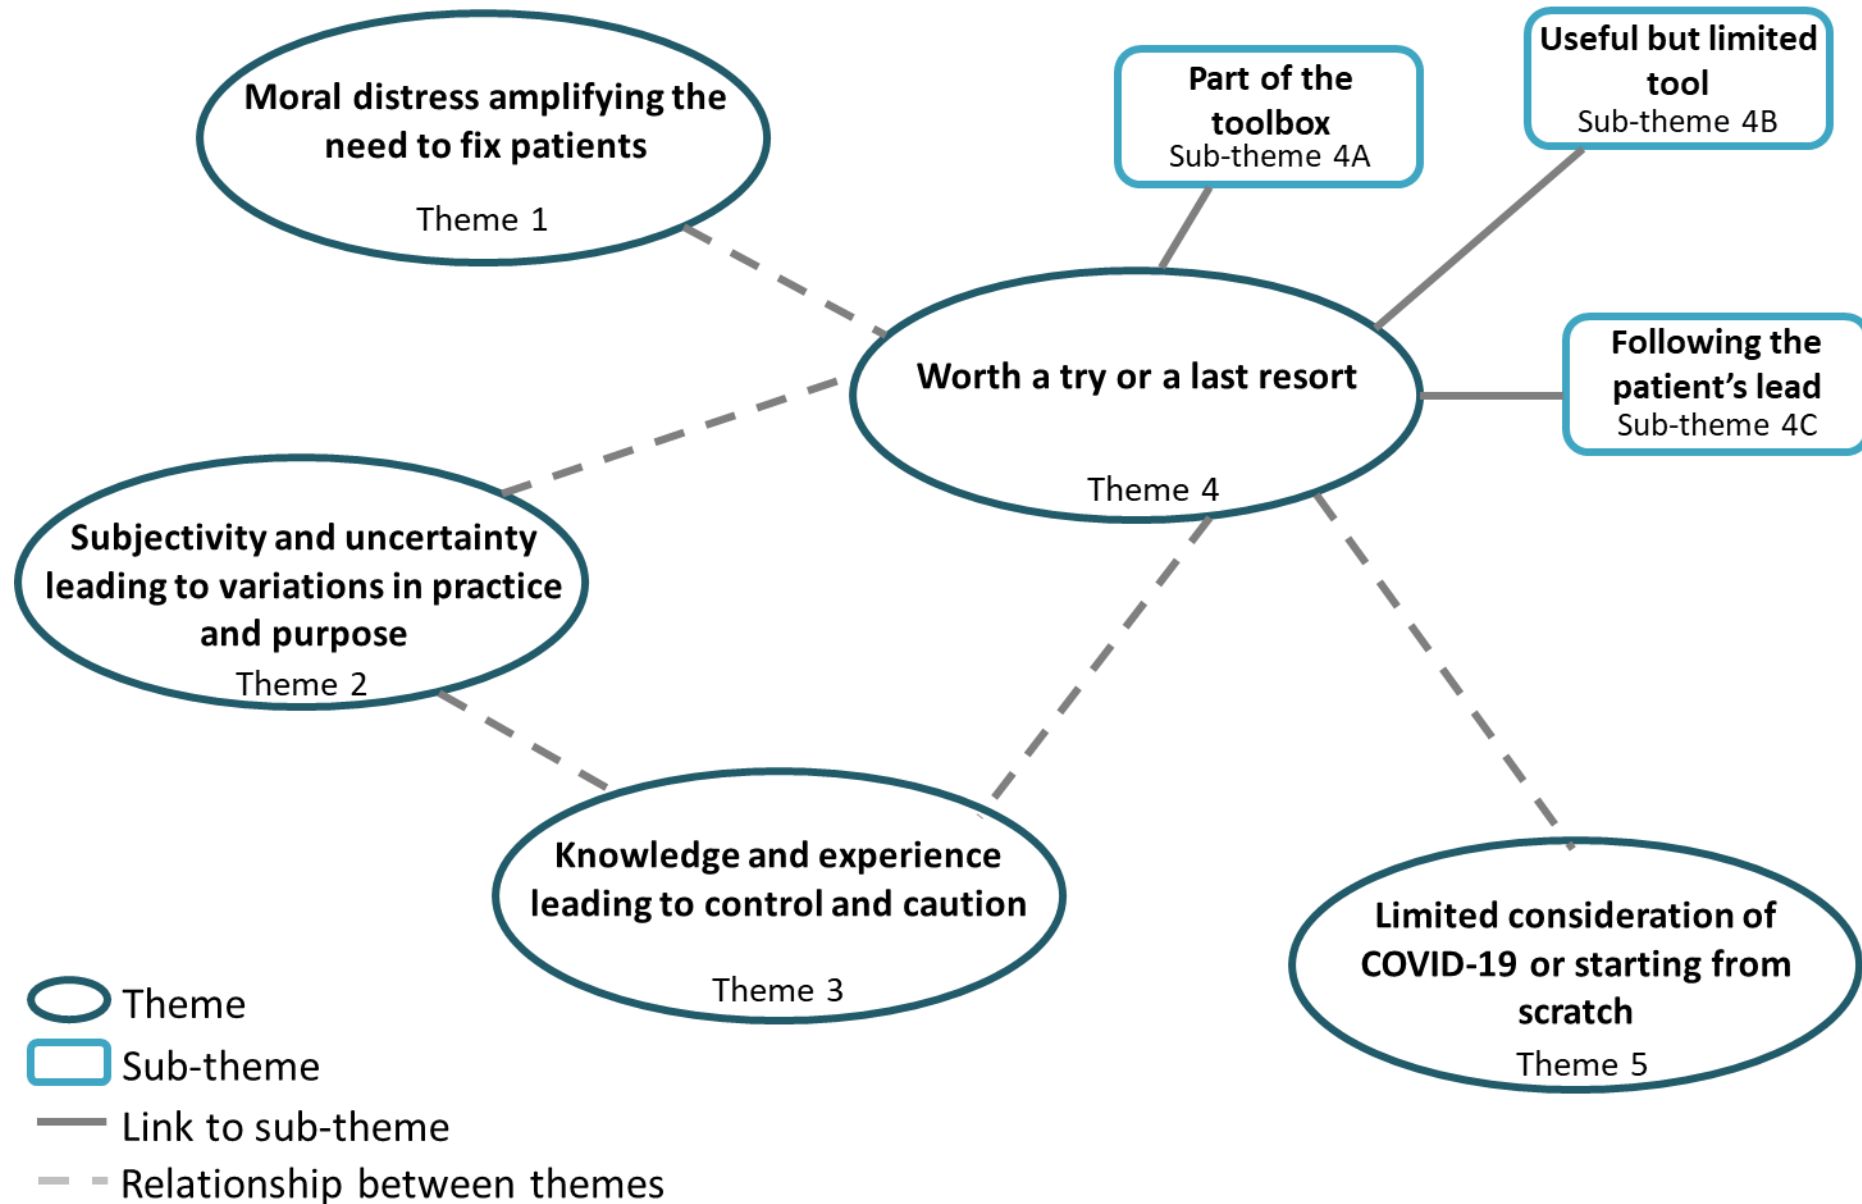 Moral distress amplifying the
need to fix patients
Theme 1
Part of the
toolbox
Sub-theme 4A
Useful but limited
tool
Sub-theme 4B
Worth a try or a last resort
Theme 4
Following the
patient’s lead
Sub-theme 4C
Subjectivity and uncertainty
leading to variations in practice
and purpose
Theme 2
Knowledge and experience
leading to control and caution
Theme 3
Limited consideration of
COVID-19 or starting from
scratch
Theme 5
Theme
Sub-theme
Link to sub-theme
Relationship between themes